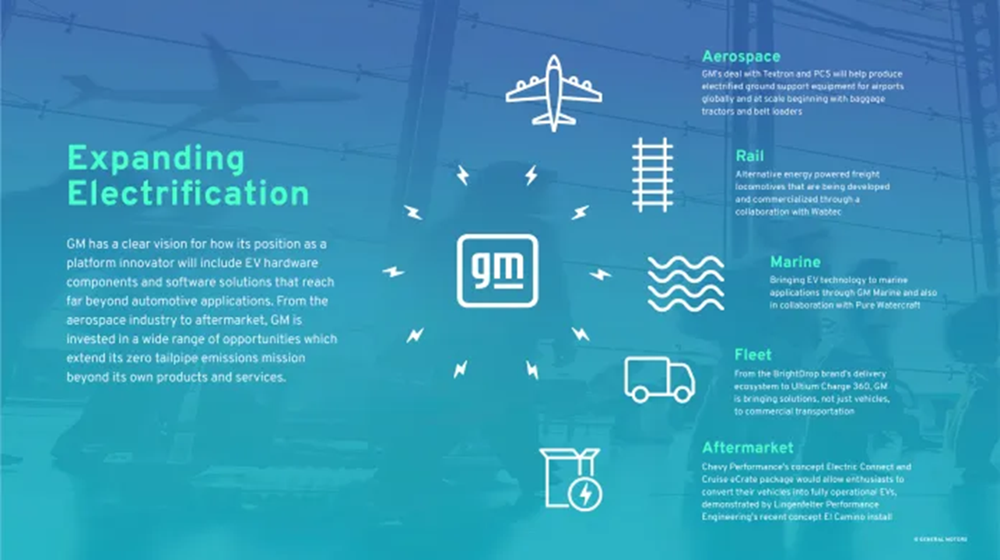 Expanding
Electrification
GM has a clear vision for how its position as a
platform innovator will include EV hardware
components and software solutions that reach
far beyond automotive applications. From the
aerospace industry to aftermarket, GM is
invested in a wide range of opportunities which
extend its zero tailpipe emissions mission
beyond its own products and services.
gm
Aerospace
GM's deal with Textron and PCS will help produce
electrified ground support equipment for airports
globally and at scale beginning with baggage
tractors and belt loaders
Rail
Alternative energy powered freight
locomotives that are being developed
and commercialized through a
collaboration with Wabtec
Marine
Bringing EV technology to marine
applications through GM Marine and also
in collaboration with Pure Watercraft
Fleet
From the BrightDrop brand's delivery
ecosystem to Ultium Charge 360, GM
is bringing solutions, not just vehicles,
to commercial transportation
Aftermarket
Chevy Performance's concept Electric Connect and
Cruise eCrate package would allow enthusiasts to
convert their vehicles into fully operational EVs,
demonstrated by Lingenfelter Performance
Engineering's recent concept El Camino install
© GENERAL MOTORS